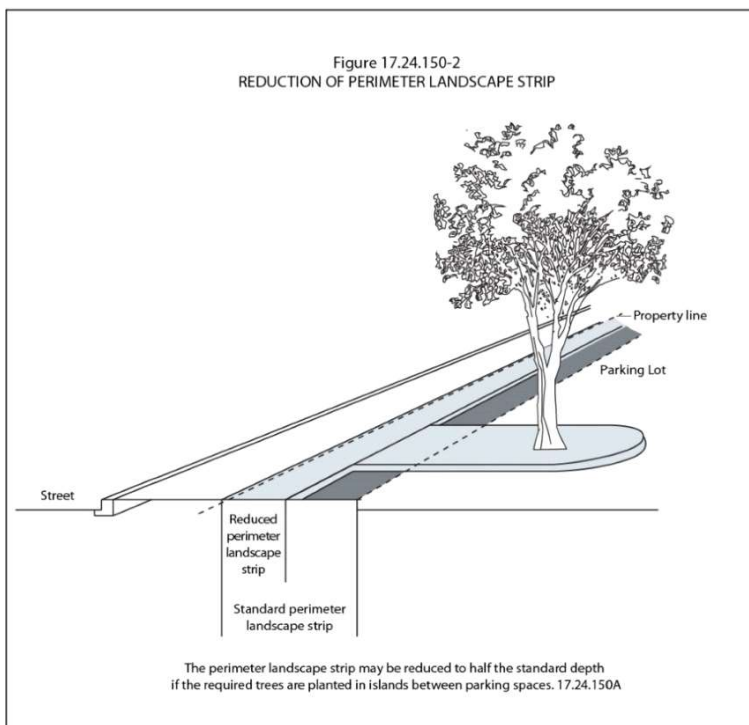 Figure 17.24.150-2
REDUCTION OF PERIMETER LANDSCAPE STRIP
Property line
Parking Lot
Street
Reduced
perimeter
landscape
strip
Standard perimeter
landscape strip
The perimeter landscape strip may be reduced to half the standard depth
if the required trees are planted in islands between parking spaces. 17.24.150A